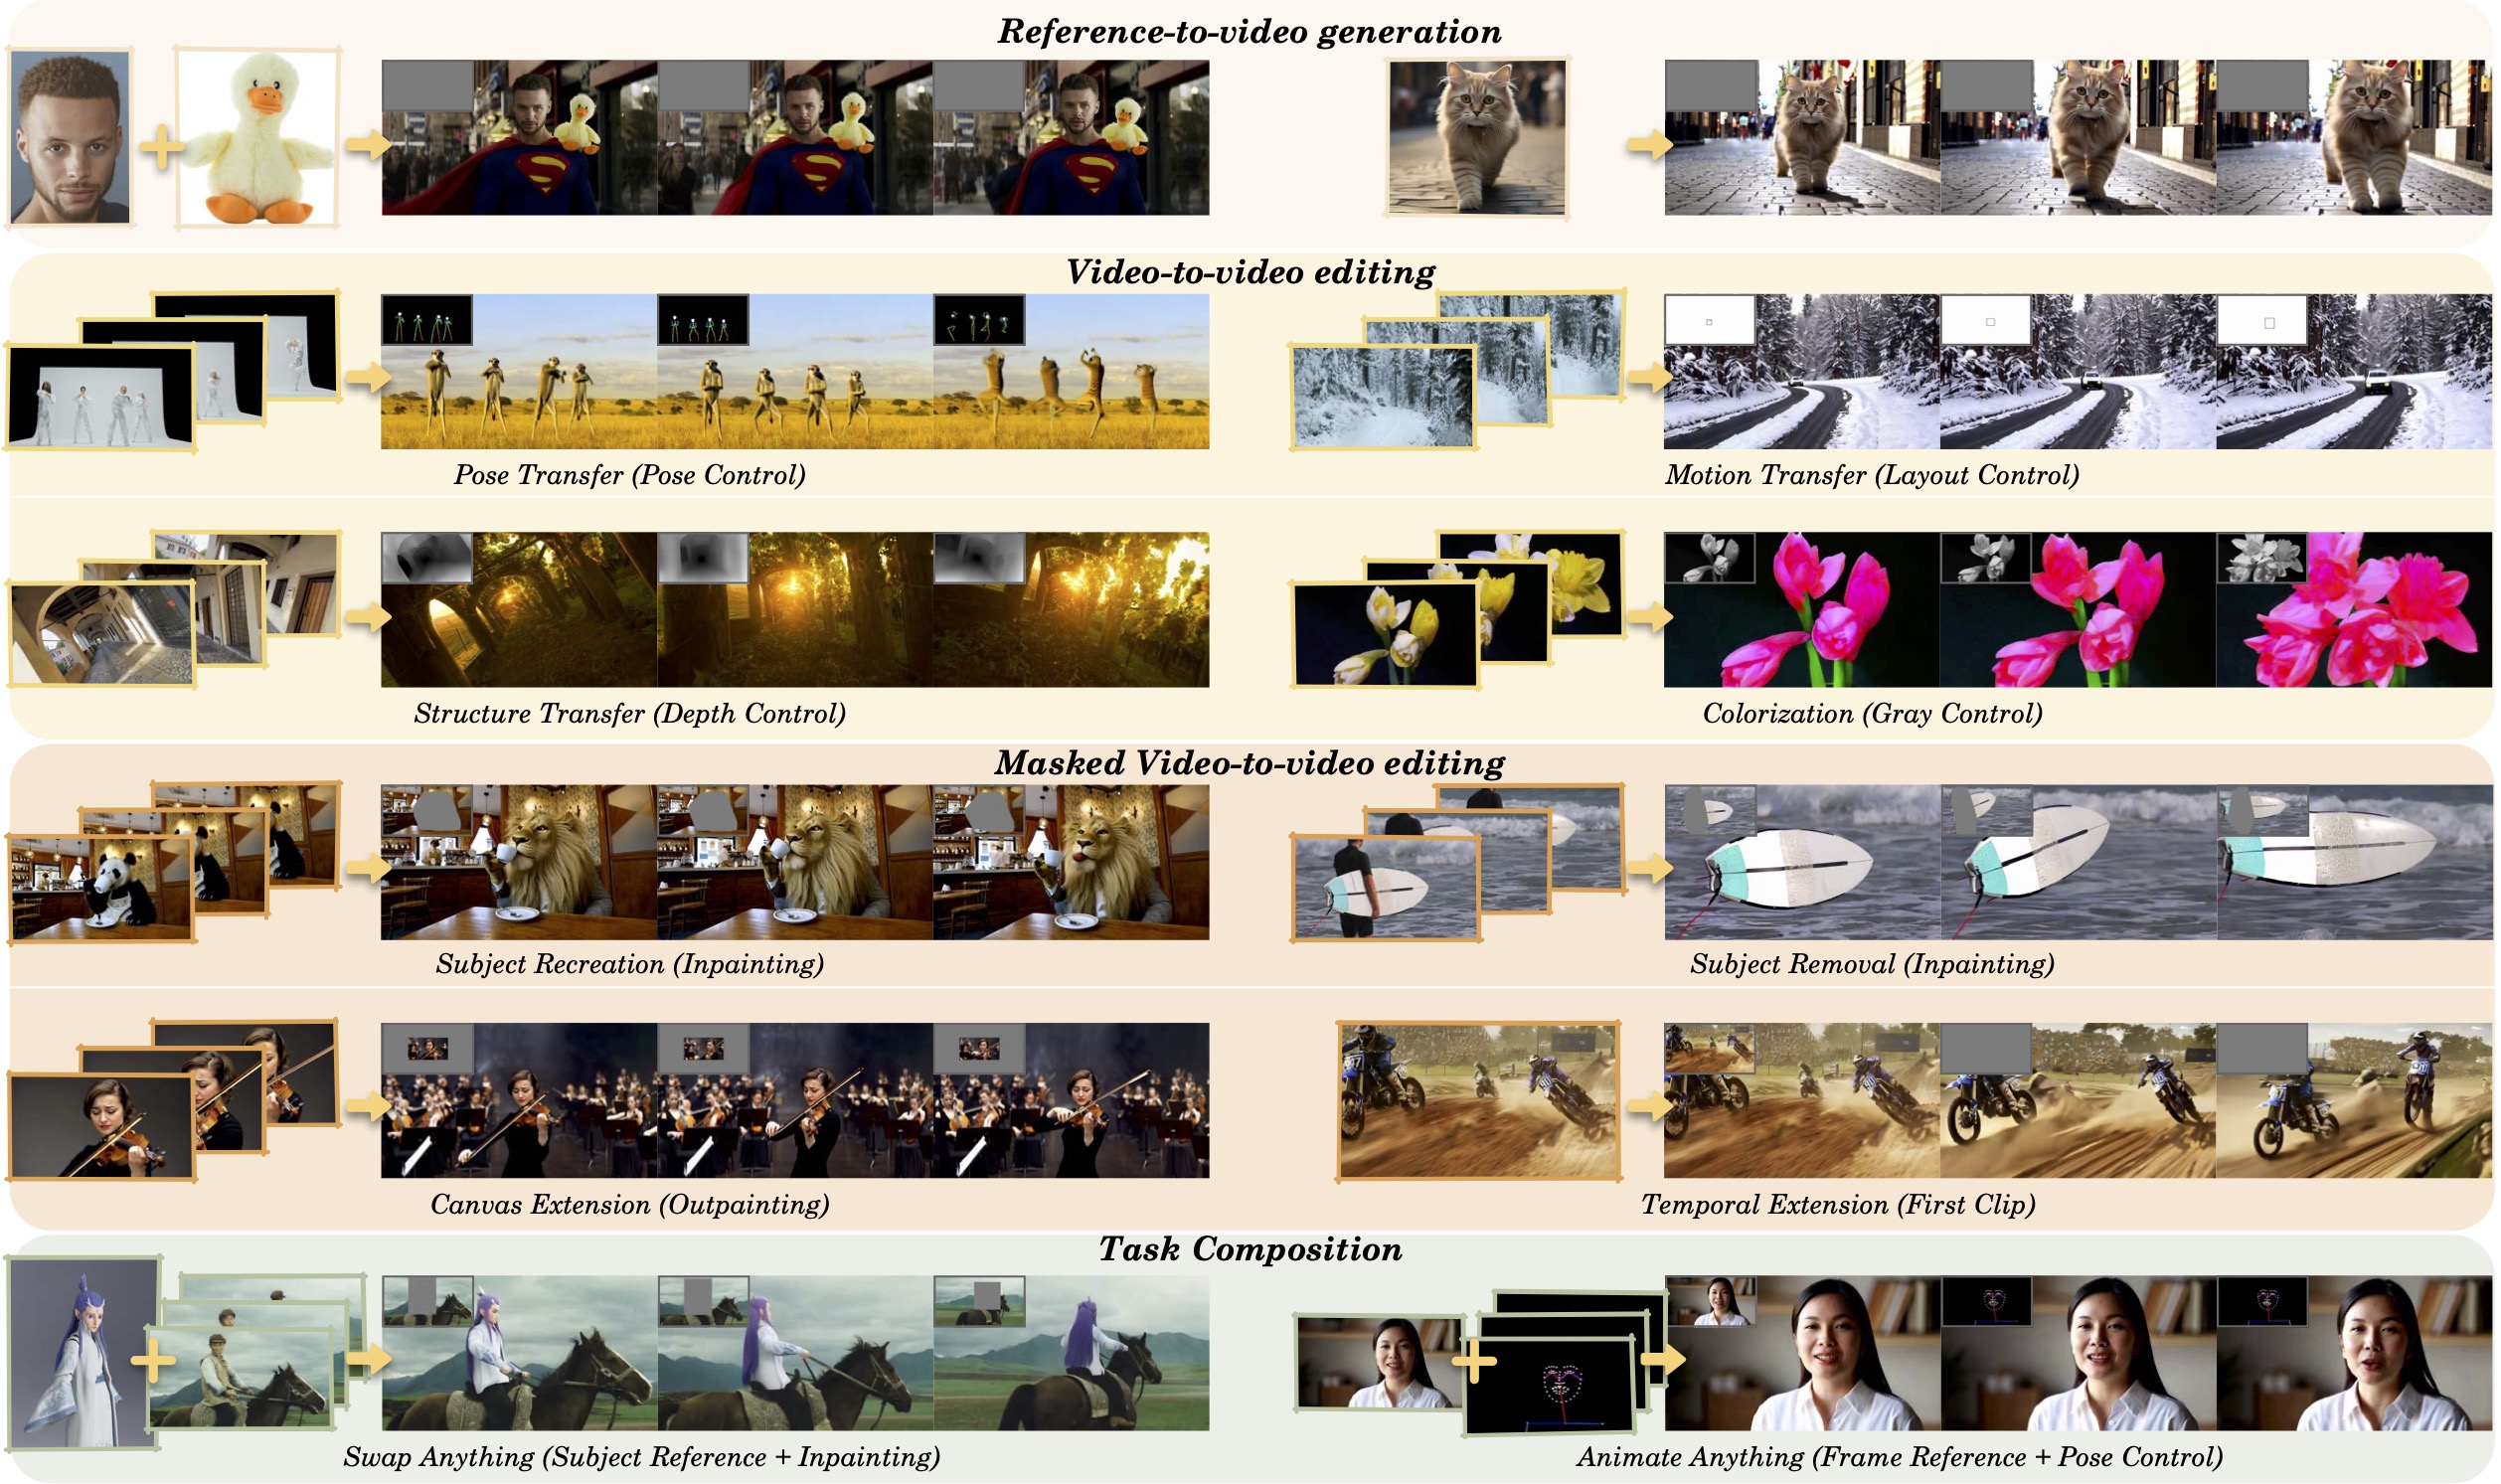 Reference-to-video generation
Video-to-video editing
Pose Transfer (Pose Control)
Motion Transfer (Layout Control)
Structure Transfer (Depth Control)
Colorization (Gray Control)
Masked Video-to-video editing
Subject Recreation (Inpainting)
Subject Removal (Inpainting)
Canvas Extension (Outpainting)
Temporal Extension (First Clip)
Task Composition
Swap Anything (Subject Reference + Inpainting)
Animate Anything (Frame Reference + Pose Control)